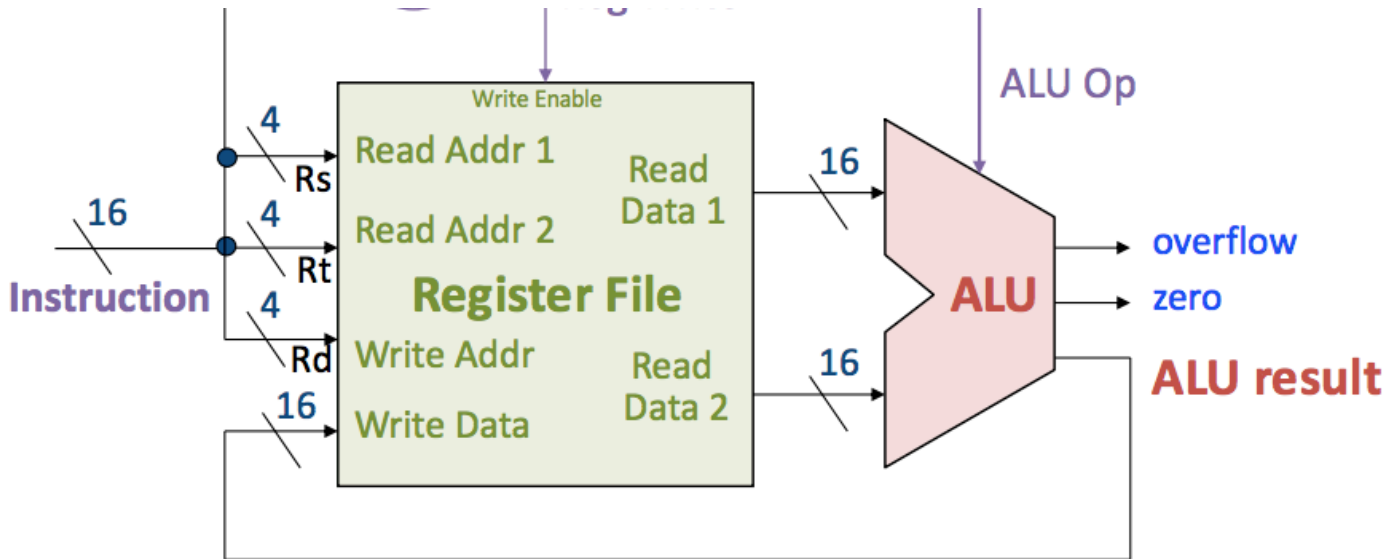 Write Enable
ALU Op
4
Read Addr 1
Rs
Read
Data 1
16
16
4
Read Addr 2
Rt
Instruction
Register File
ALU
overflow
zero
4
Rd
Write Addr
Read
Data 2
16
ALU result
16
Write Data